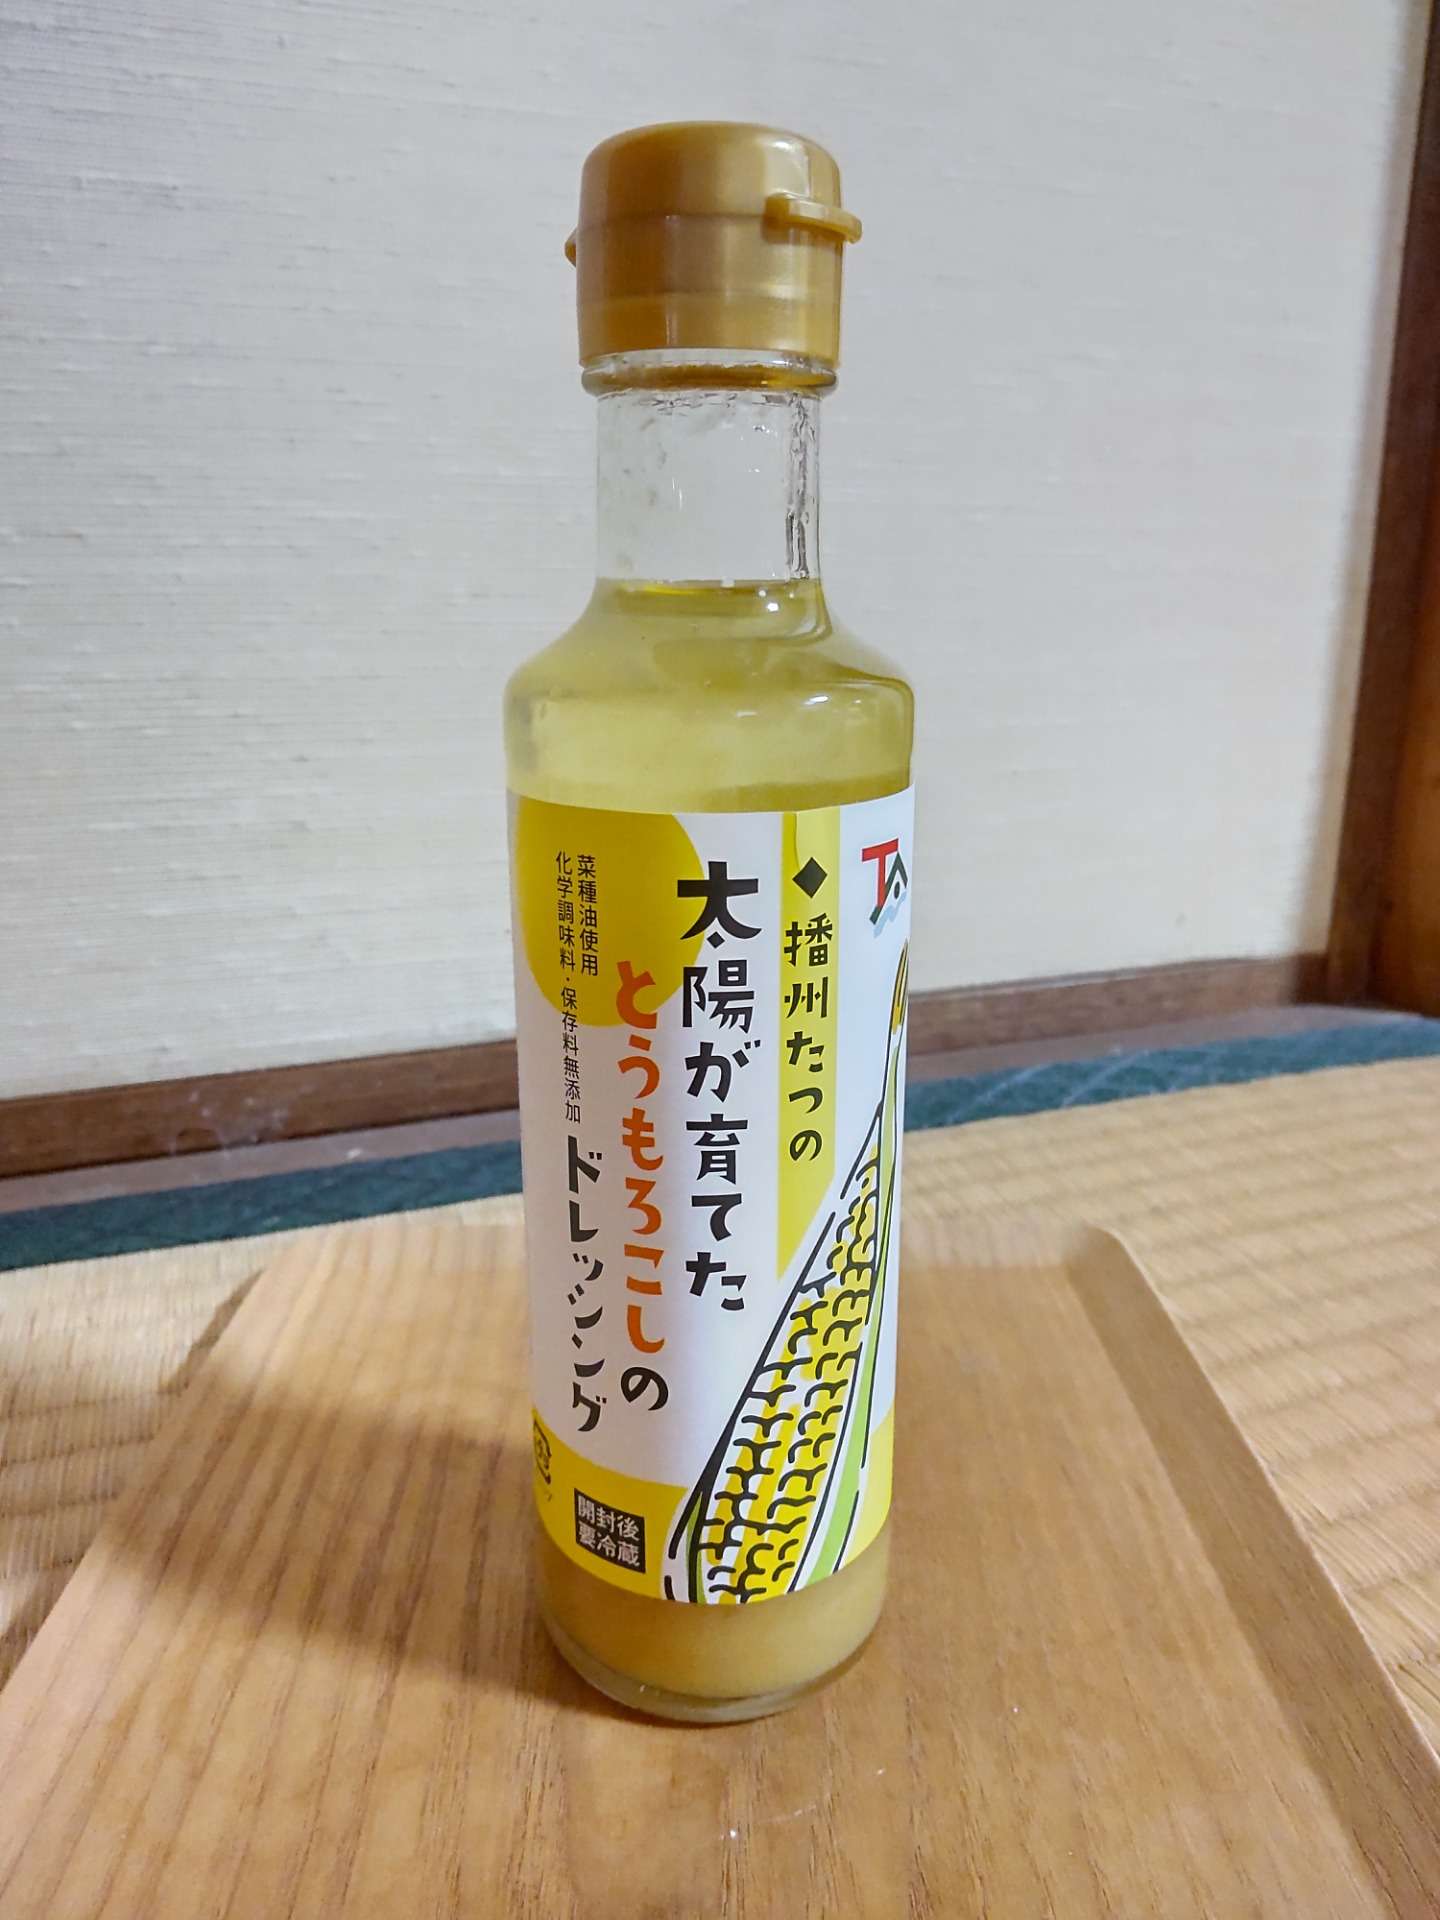 ◆播州たつの
太陽が育てた
とうもろこしの
ドレッシング
菜種油使用
化学調味料・保存料無添加
開封後
要冷蔵